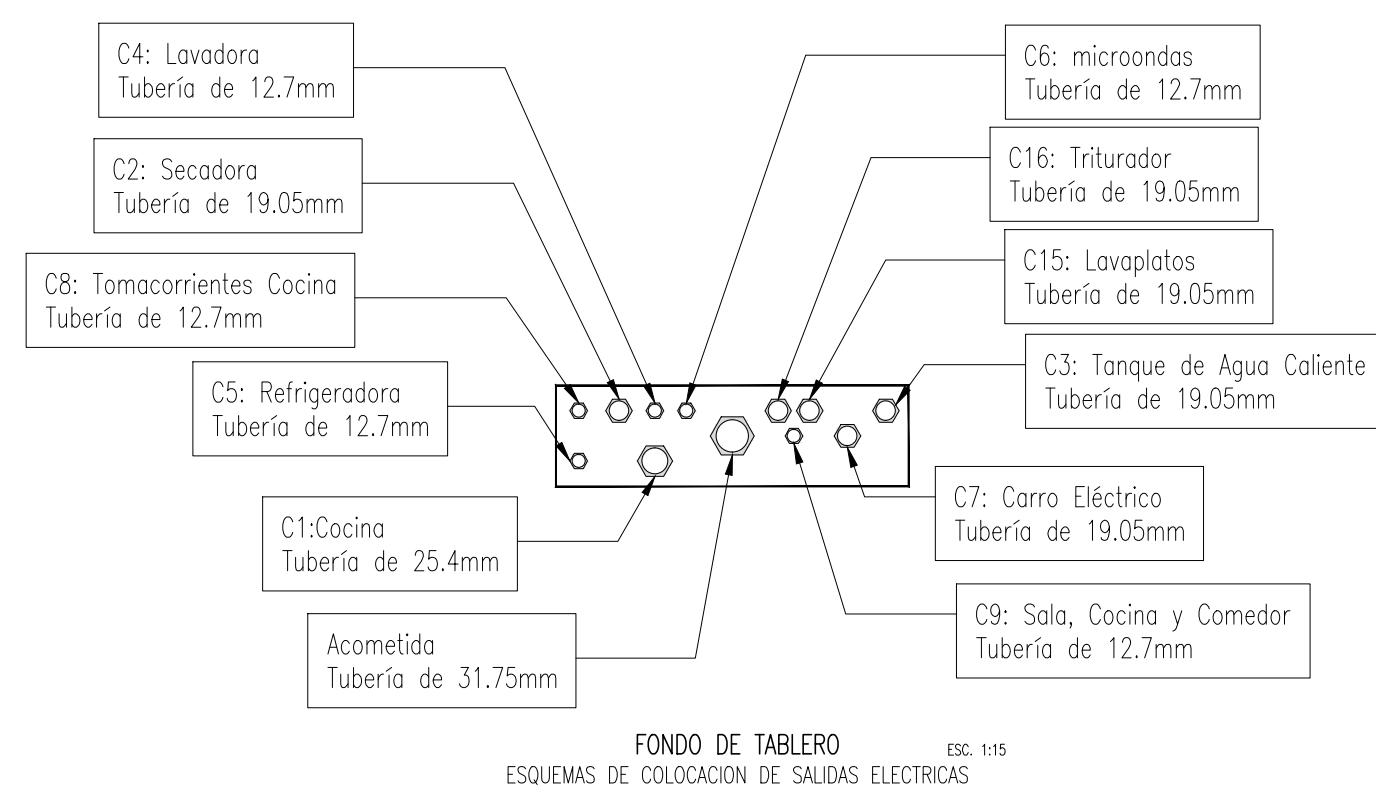 C4: Lavadora
Tubería de 12.7mm
C2: Secadora
Tubería de 19.05mm
C8: Tomacorrientes Cocina
Tubería de 12.7mm
C5: Refrigeradora
Tubería de 12.7mm
C1:Cocina
Tubería de 25.4mm
Acometida
Tubería de 31.75mm
C6: microondas
Tubería de 12.7mm
C16: Triturador
Tubería de 19.05mm
C15: Lavaplatos
Tubería de 19.05mm
C3: Tanque de Agua Caliente
Tubería de 19.05mm
C7: Carro Eléctrico
Tubería de 19.05mm
C9: Sala, Cocina y Comedor
Tubería de 12.7mm
FONDO DE TABLERO ESC. 1:15
ESQUEMAS DE COLOCACION DE SALIDAS ELECTRICAS